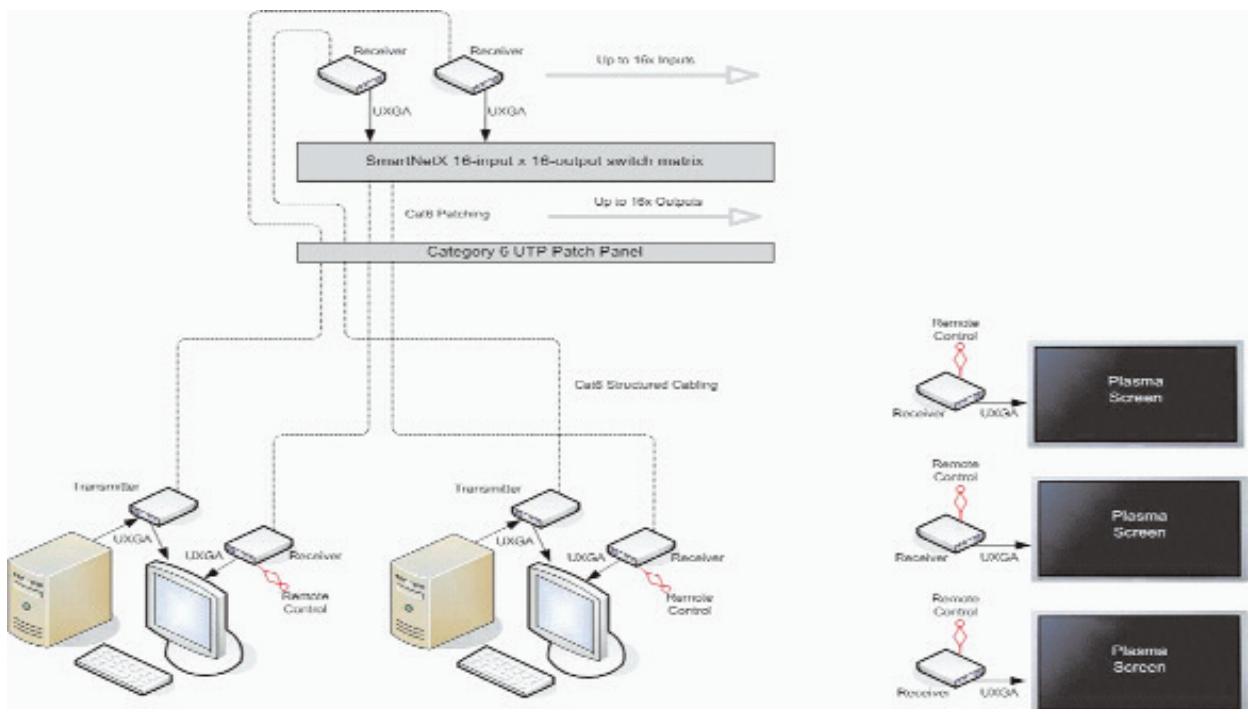 Receiver
Receiver
Up to 16x Inputs
UXGA
UXGA
SmartNetX 16-input x 16-output switch matrix
Cat6 Patching
Up to 16x Outputs
Category 6 UTP Patch Panel
Remote
Control
Plasma
Screen
Receiver
UXGA
Cat6 Structured Cabling
Remote
Control
Plasma
Screen
Receiver
UXGA
Transmitter
UXGA
UXGA
Receiver
Remote
Control
Transmitter
UXGA
UXGA
Receiver
Remote
Control
Remote
Control
Plasma
Screen
Receiver
UXGA